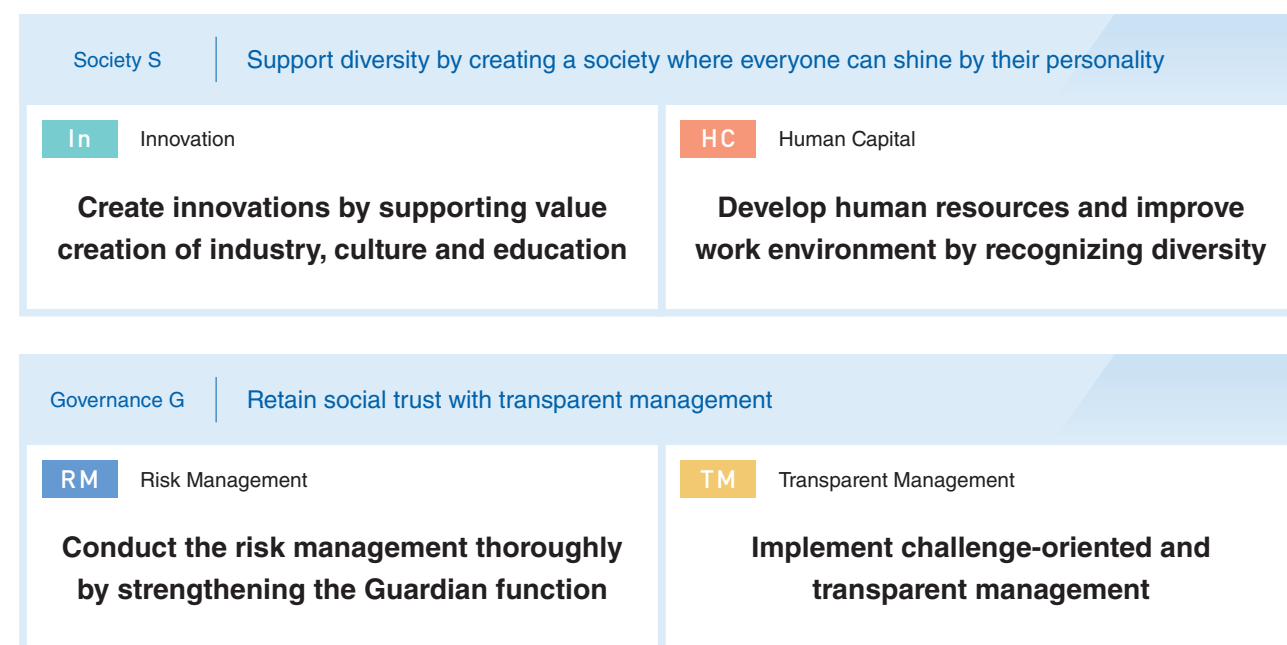 Society S
Support diversity by creating a society where everyone can shine by their personality
In
Innovation
Create innovations by supporting value
creation of industry, culture and education
HC
Human Capital
Develop human resources and improve
work environment by recognizing diversity
Governance G
Retain social trust with transparent management
RM
Risk Management
Conduct the risk management thoroughly
by strengthening the Guardian function
TM
Transparent Management
Implement challenge-oriented and
transparent management